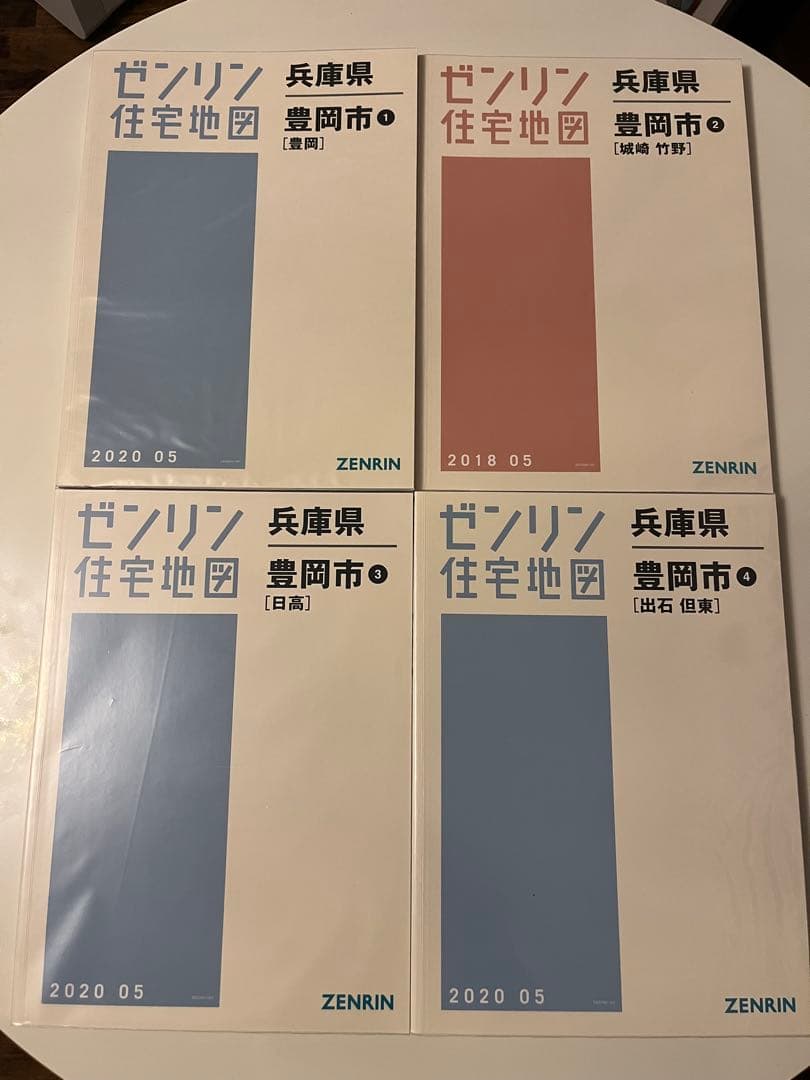 ゼンリン
住宅地図
兵庫県
豊岡市❶
[豊岡]
2020 05
ZENRIN
ゼンリン
住宅地図
兵庫県
豊岡市❷
[城崎 竹野]
2018 05
ZENRIN
ゼンリン
住宅地図
兵庫県
豊岡市❸
[日高]
2020 05
ZENRIN
ゼンリン
住宅地図
兵庫県
豊岡市❹
[出石 但東]
2020 05
ZENRIN